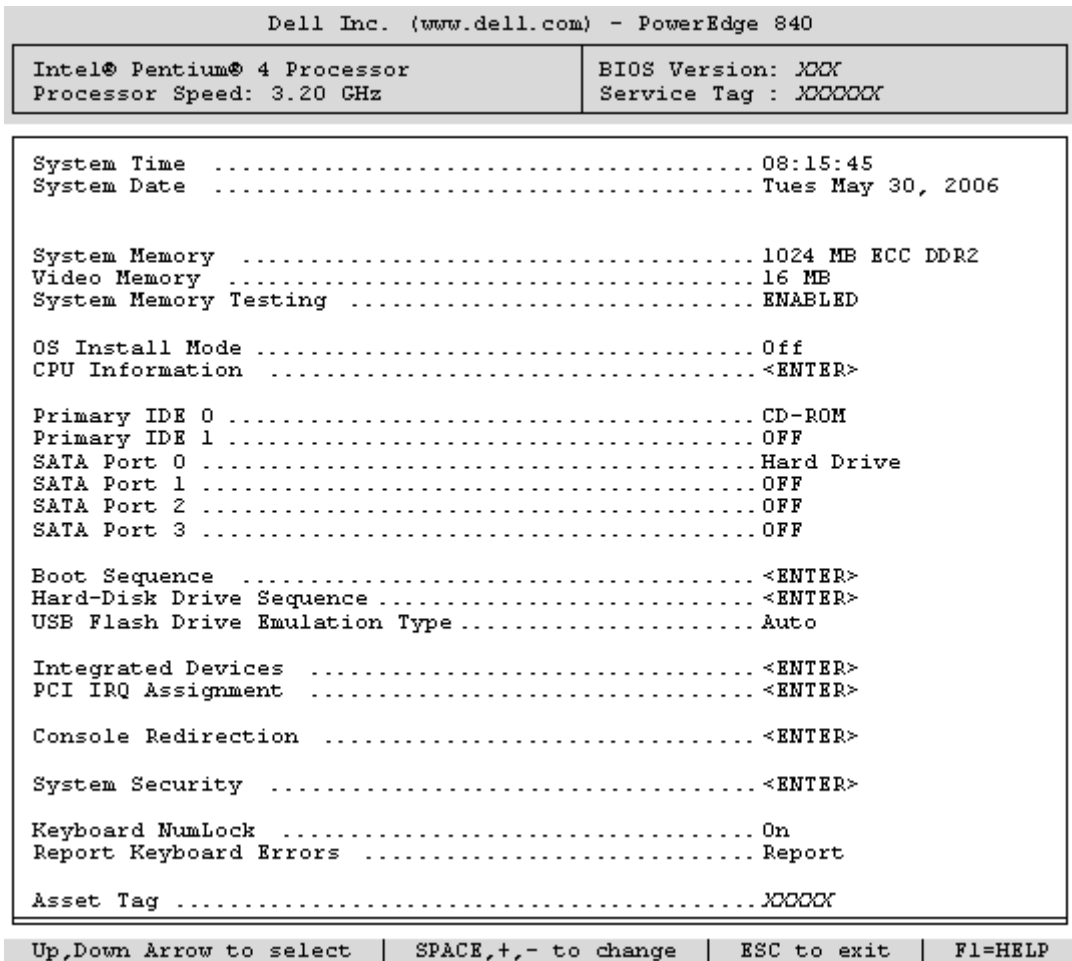 Dell Inc. (www.dell.com) - PowerEdge 840
Intel® Pentium® 4 Processor
Processor Speed: 3.20 GHz
BIOS Version: XXX
Service Tag : XXXXXX
System Time ........................................ 08:15:45
System Date ........................................ Tues May 30, 2006
System Memory ...................................... 1024 MB ECC DDR2
Video Memory ....................................... 16 MB
System Memory Testing .............................. ENABLED
OS Install Mode ..................................... Off
CPU Information .................................... <ENTER>
Primary IDE 0 ....................................... CD-ROM
Primary IDE 1 ....................................... OFF
SATA Port 0 ......................................... Hard Drive
SATA Port 1 ......................................... OFF
SATA Port 2 ......................................... OFF
SATA Port 3 ......................................... OFF
Boot Sequence ...................................... <ENTER>
Hard-Disk Drive Sequence ............................ <ENTER>
USB Flash Drive Emulation Type ...................... Auto
Integrated Devices ................................. <ENTER>
PCI IRQ Assignment ................................. <ENTER>
Console Redirection ................................ <ENTER>
System Security .................................... <ENTER>
Keyboard NumLock ................................... On
Report Keyboard Errors ............................. Report
Asset Tag ........................................... XXXXX
Up,Down Arrow to select | SPACE,+,- to change | ESC to exit | F1=HELP